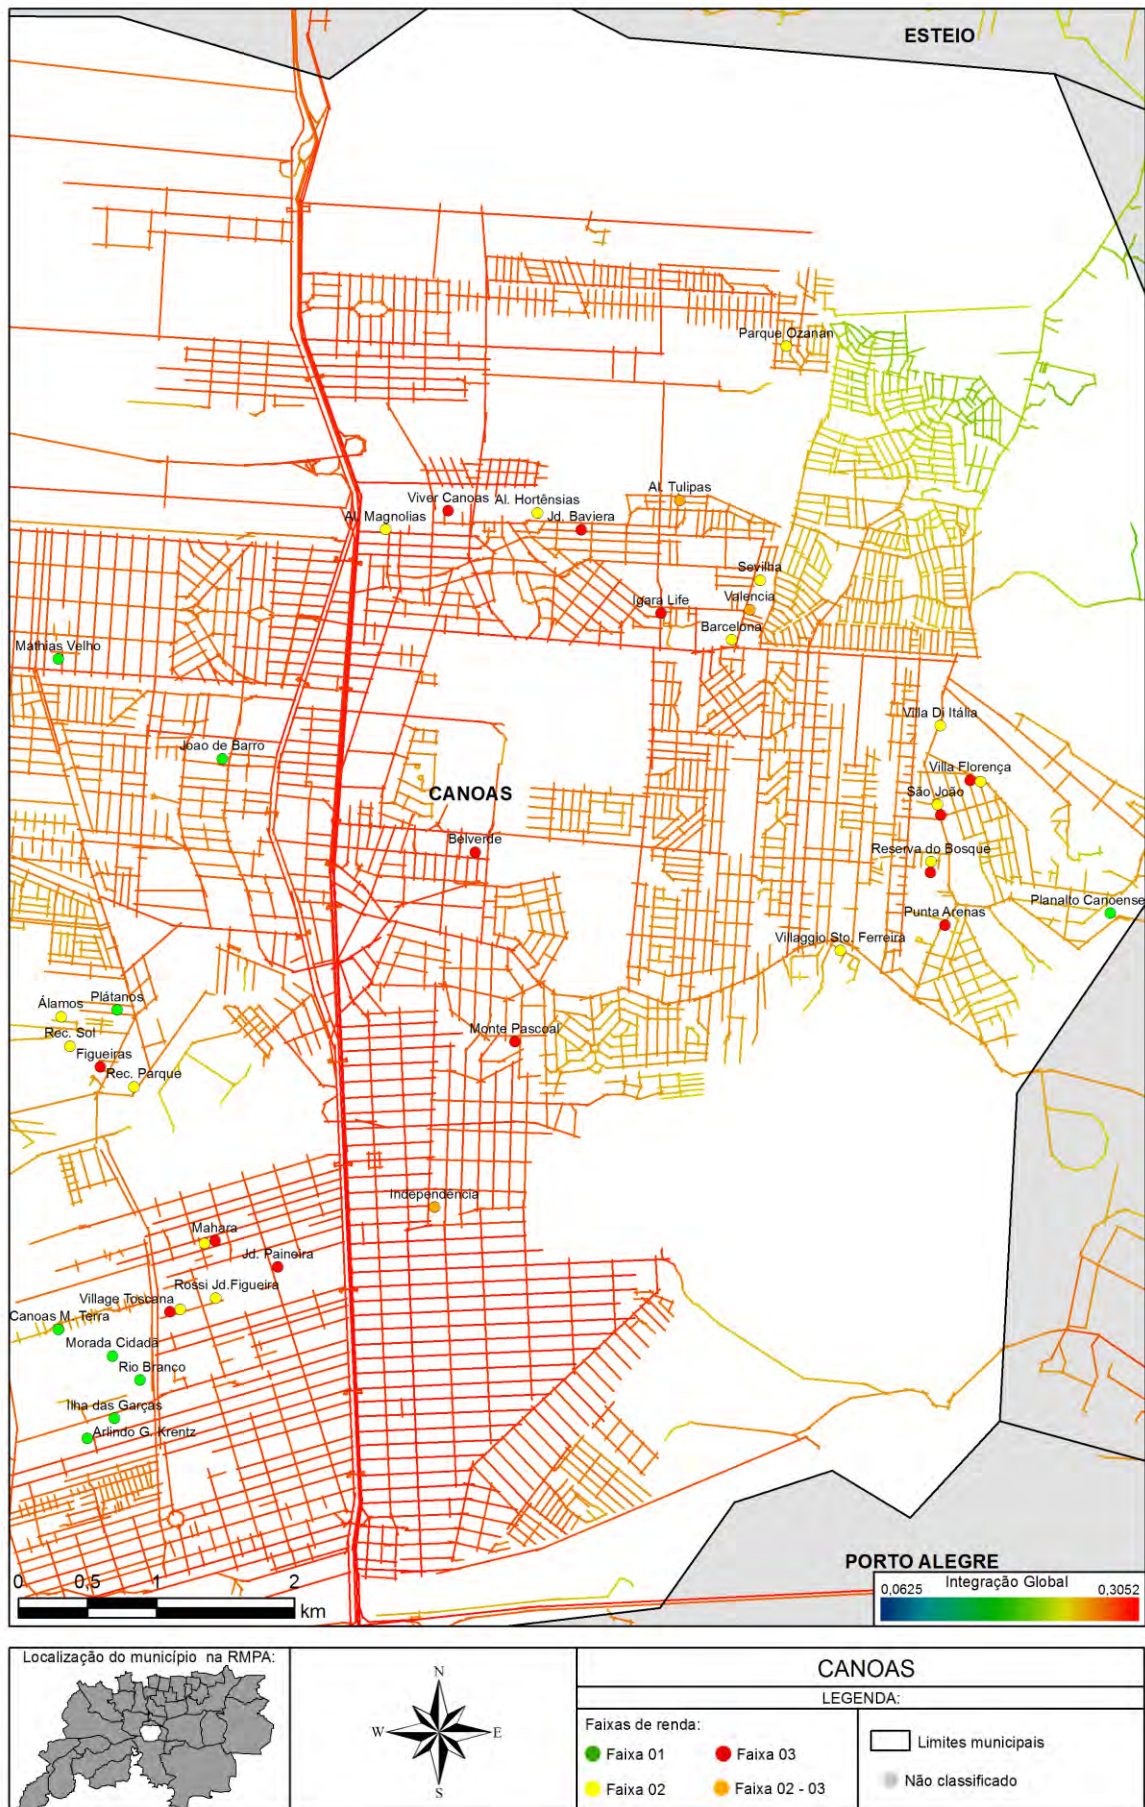 ESTEIO
Parque Ozanan
Al. Tulipas
Viver Canoas
Al. Hortênsias
Al. Magnolias
Jd. Baviera
Sevilha
Igara Life
Valencia
Barcelona
Mathias Velho
Villa Di Itália
Joao de Barro
Villa Florença
CANOAS
São João
Belverde
Reserva do Bosque
Planalto Canoense
Punta Arenas
Villaggio Sto. Ferreira
Álamos
Plátanos
Rec. Sol
Monte Pascoal
Figueiras
Rec. Parque
Independência
Mahara
Jd. Paineira
Rossi Jd.Figueira
Village Toscana
Canoas M. Terra
Morada Cidadã
Rio Branco
Ilha das Garças
Arlindo G. Krentz
PORTO ALEGRE
0 0,5 1 2
km
0,0625 Integração Global 0,3052
Localização do município na RMPA:
N
W E
S
CANOAS
LEGENDA:
Faixas de renda:
Faixa 01 Faixa 03
Faixa 02 Faixa 02 - 03
Limites municipais
Não classificado